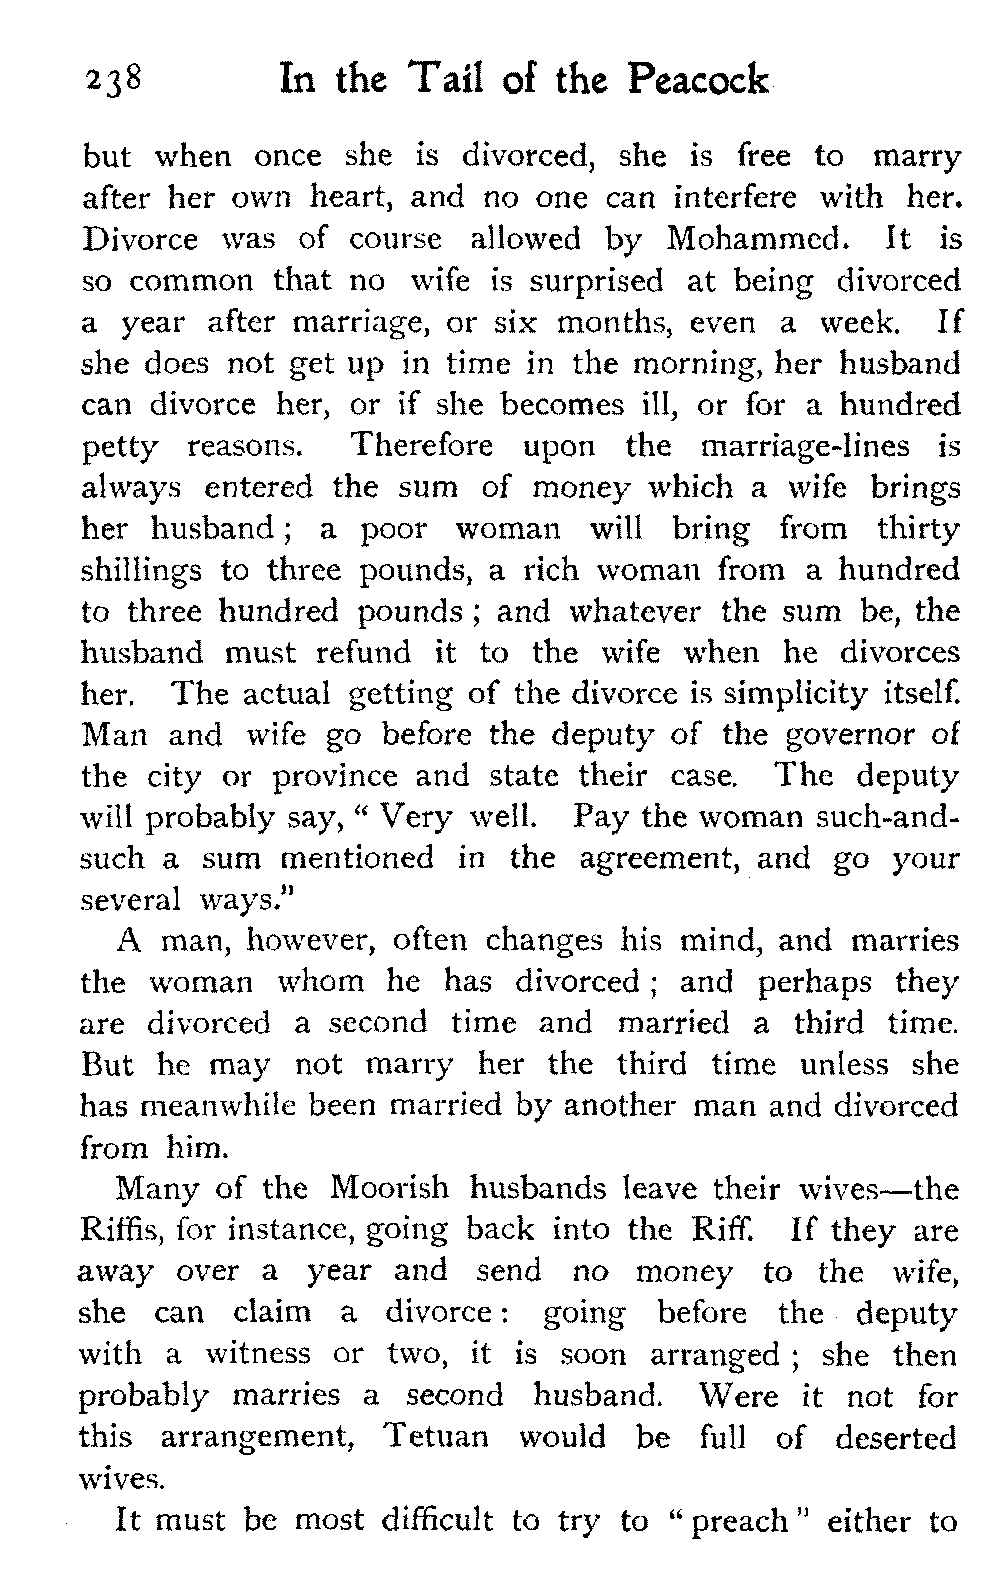 238 In the Tail of the Peacock
but when once she is divorced, she is free to marry
after her own heart, and no one can interfere with her.
Divorce was of course allowed by Mohammed. It is
so common that no wife is surprised at being divorced
a year after marriage, or six months, even a week. If
she does not get up in time in the morning, her husband
can divorce her, or if she becomes ill, or for a hundred
petty reasons. Therefore upon the marriage-lines is
always entered the sum of money which a wife brings
her husband ; a poor woman will bring from thirty
shillings to three pounds, a rich woman from a hundred
to three hundred pounds ; and whatever the sum be, the
husband must refund it to the wife when he divorces
her. The actual getting of the divorce is simplicity itself.
Man and wife go before the deputy of the governor of
the city or province and state their case. The deputy
will probably say, “ Very well. Pay the woman such-and-
such a sum mentioned in the agreement, and go your
several ways.”
A man, however, often changes his mind, and marries
the woman whom he has divorced ; and perhaps they
are divorced a second time and married a third time.
But he may not marry her the third time unless she
has meanwhile been married by another man and divorced
from him.
Many of the Moorish husbands leave their wives—the
Riffis, for instance, going back into the Riff. If they are
away over a year and send no money to the wife,
she can claim a divorce : going before the deputy
with a witness or two, it is soon arranged ; she then
probably marries a second husband. Were it not for
this arrangement, Tetuan would be full of deserted
wives.
It must be most difficult to try to “ preach ” either to